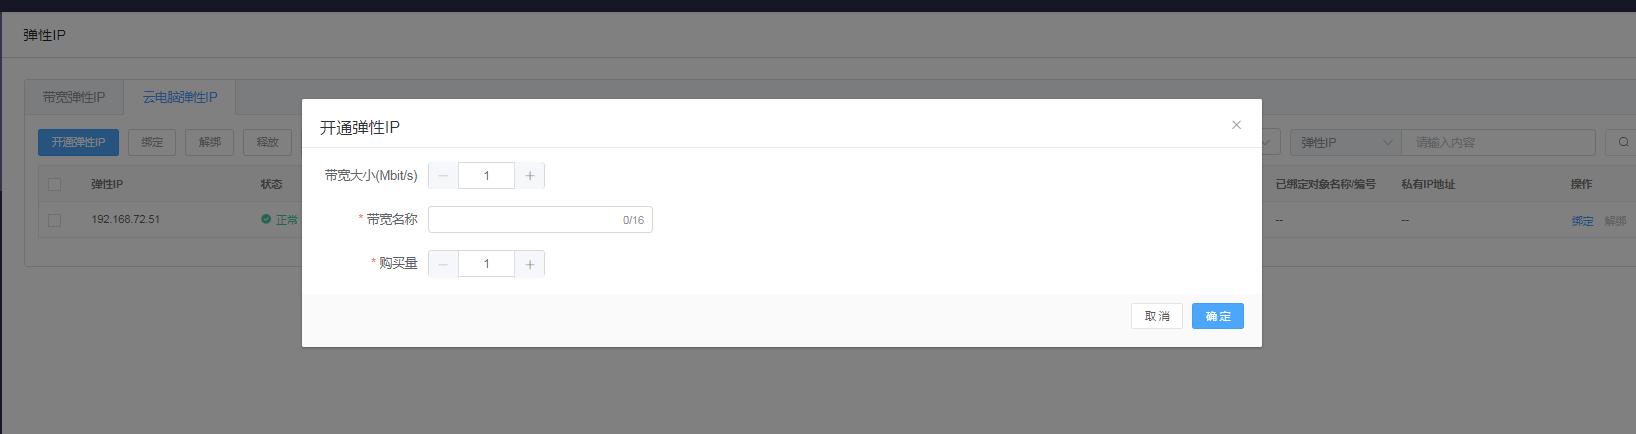 弹性IP
带宽弹性IP 云电脑弹性IP
开通弹性IP 绑定 解绑 释放 弹性IP 请输入内容
弹性IP 状态 已绑定对象名称/编号 私有IP地址 操作
192.168.72.51 正常 -- -- 绑定 解绑
开通弹性IP
带宽大小(Mbit/s) 1
* 带宽名称 0/16
* 购买量 1
取消 确定